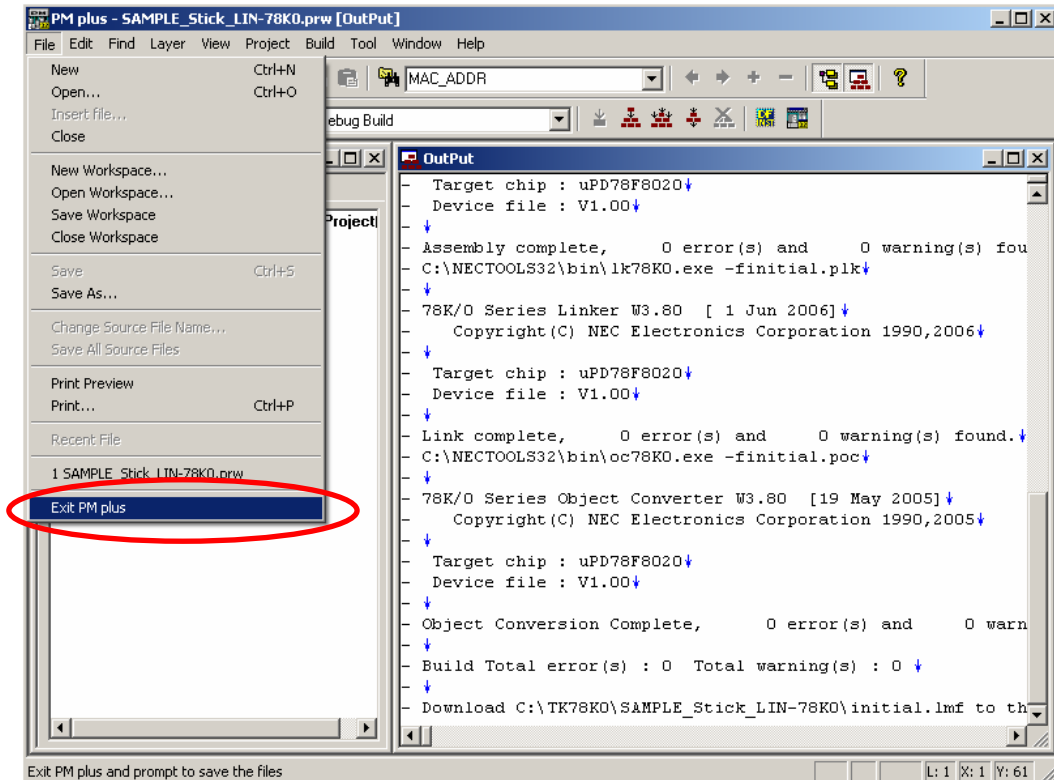 PM plus - SAMPLE_Stick_LIN-78K0.prw [OutPut]
File Edit Find Layer View Project Build Tool Window Help
New Ctrl+N
Open... Ctrl+O
Insert file...
Close
New Workspace...
Open Workspace...
Save Workspace
Close Workspace
Save Ctrl+S
Save As...
Change Source File Name...
Save All Source Files
Print Preview
Print... Ctrl+P
Recent File
1 SAMPLE_Stick_LIN-78K0.prw
Exit PM plus
MAC_ADDR
ebug Build
Project
OutPut
- Target chip : uPD78F8020↓
- Device file : V1.00↓
- ↓
- Assembly complete, 0 error(s) and 0 warning(s) fou
- C:\NECTOOLS32\bin\lk78K0.exe -finitial.plk↓
- ↓
- 78K/0 Series Linker W3.80 [ 1 Jun 2006]↓
- Copyright(C) NEC Electronics Corporation 1990,2006↓
- ↓
- Target chip : uPD78F8020↓
- Device file : V1.00↓
- ↓
- Link complete, 0 error(s) and 0 warning(s) found.↓
- C:\NECTOOLS32\bin\oc78K0.exe -finitial.poc↓
- ↓
- 78K/0 Series Object Converter W3.80 [19 May 2005]↓
- Copyright(C) NEC Electronics Corporation 1990,2005↓
- ↓
- Target chip : uPD78F8020↓
- Device file : V1.00↓
- ↓
- Object Conversion Complete, 0 error(s) and 0 warn
- ↓
- Build Total error(s) : 0 Total warning(s) : 0 ↓
- ↓
- Download C:\TK78K0\SAMPLE_Stick_LIN-78K0\initial.lmf to th
Exit PM plus and prompt to save the files
L: 1 X: 1 Y: 61